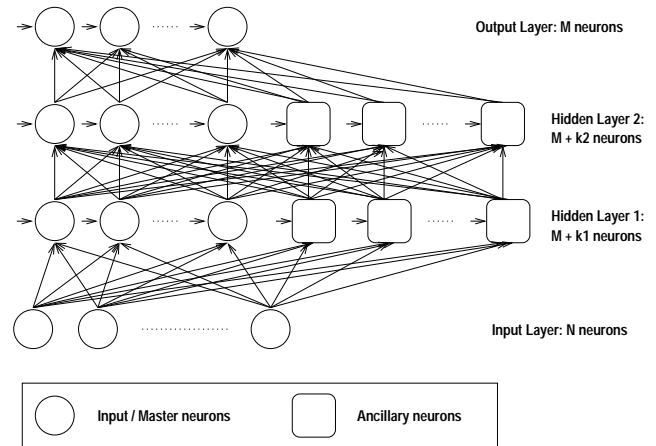 Output Layer: M neurons
Hidden Layer 2:
M + k2 neurons
Hidden Layer 1:
M + k1 neurons
Input Layer: N neurons
Input / Master neurons
Ancillary neurons